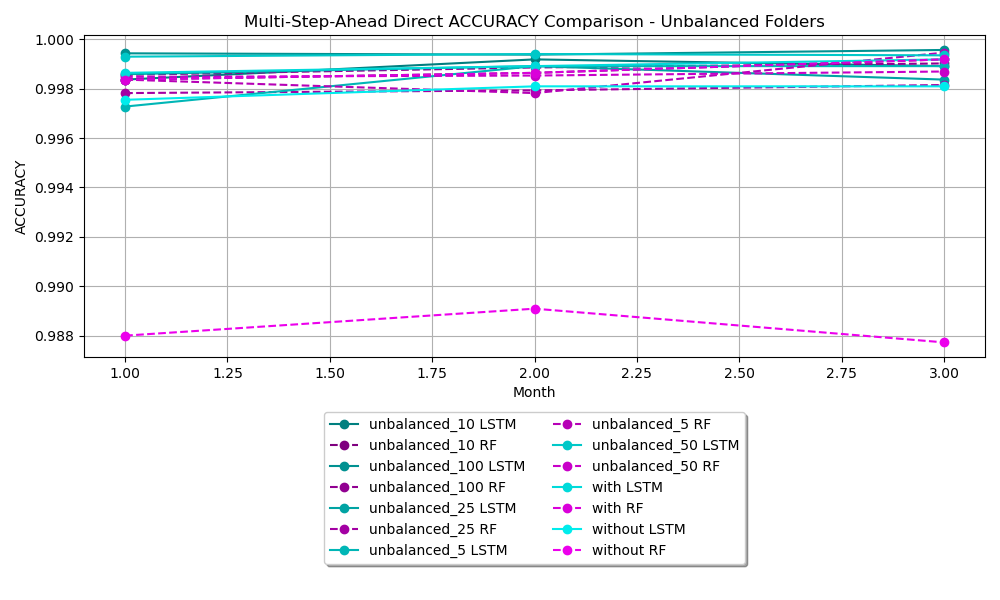 Multi-Step-Ahead Direct ACCURACY Comparison - Unbalanced Folders
1.000
0.998
0.996
0.994
0.992
0.990
0.988
ACCURACY
1.00 1.25 1.50 1.75 2.00 2.25 2.50 2.75 3.00
Month
unbalanced_10 LSTM
unbalanced_10 RF
unbalanced_100 LSTM
unbalanced_100 RF
unbalanced_25 LSTM
unbalanced_25 RF
unbalanced_5 LSTM
unbalanced_5 RF
unbalanced_50 LSTM
unbalanced_50 RF
with LSTM
with RF
without LSTM
without RF